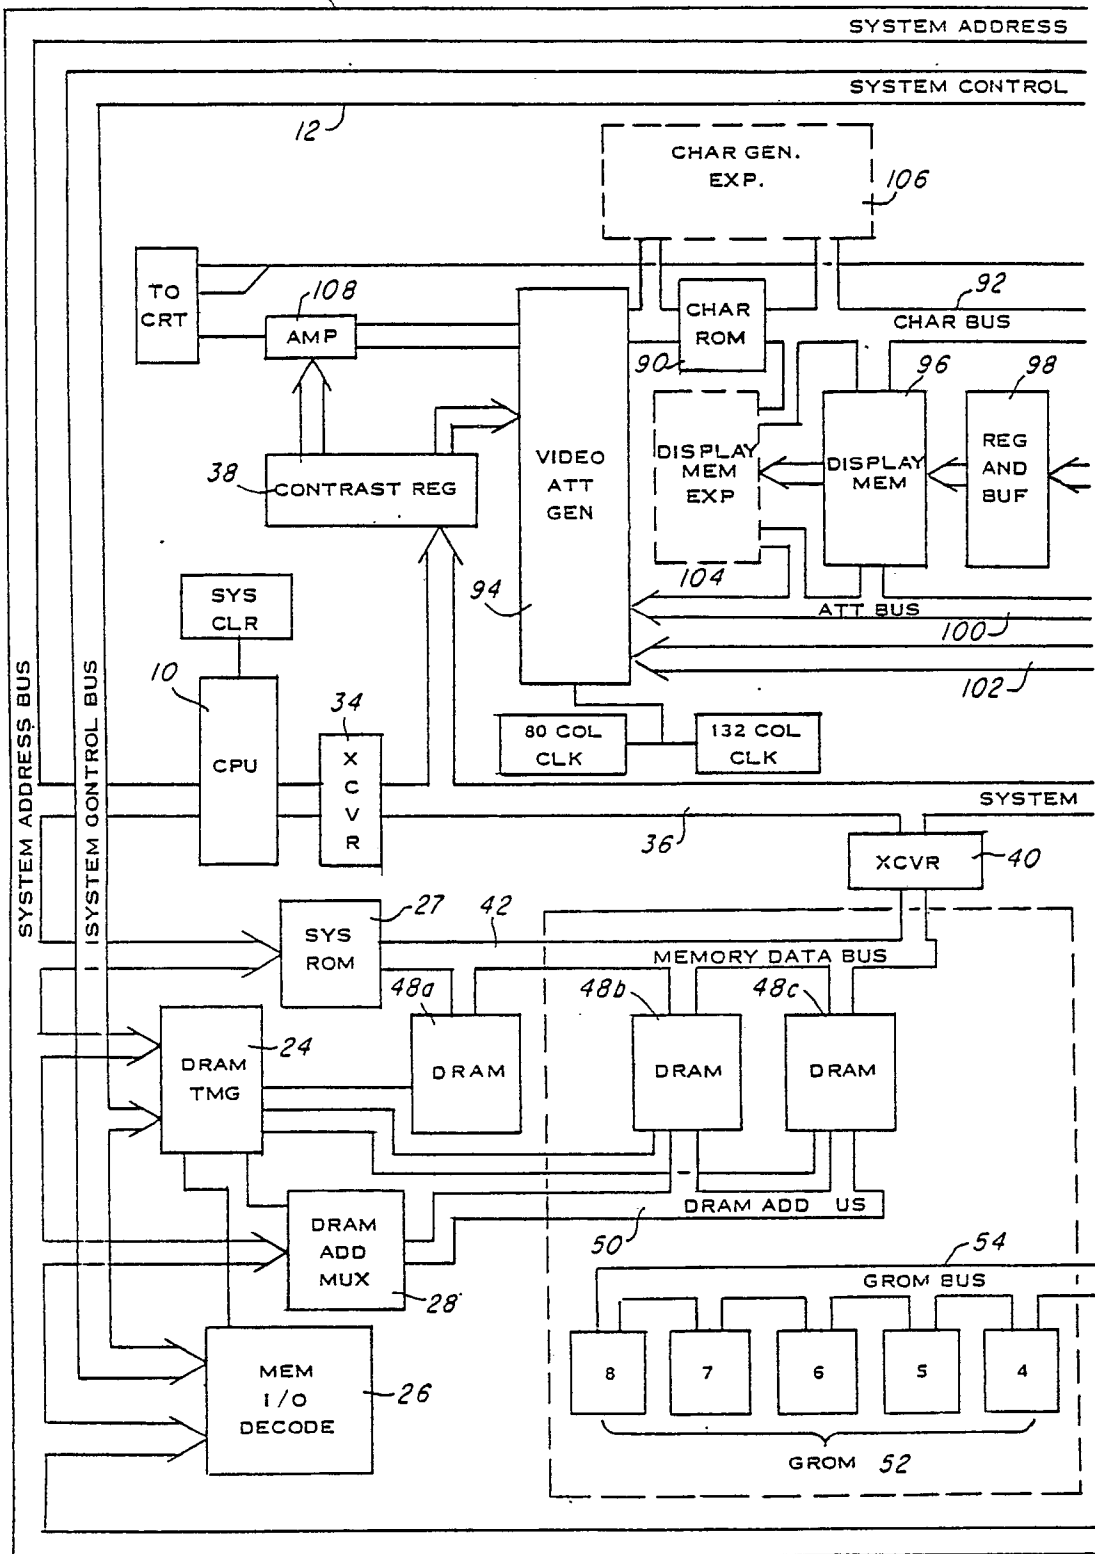 SYSTEM ADDRESS
SYSTEM CONTROL
12
CHAR GEN.
EXP.
106
TO
CRT
108
AMP
CHAR
ROM
90
92
CHAR BUS
96
98
38
CONTRAST REG
VIDEO
ATT
GEN
94
DISPLAY
MEM
EXP
104
DISPLAY
MEM
REG
AND
BUF
ATT BUS
100
102
SYS
CLR
10
CPU
34
X
C
V
R
80 COL
CLK
132 COL
CLK
SYSTEM
36
XCVR
40
SYSTEM ADDRESS BUS
SYSTEM CONTROL BUS
27
SYS
ROM
42
MEMORY DATA BUS
48a
DRAM
48b
DRAM
48c
DRAM
24
DRAM
TMG
DRAM
ADD
MUX
28
DRAM ADD US
50
54
GROM BUS
8
7
6
5
4
GROM 52
MEM
I/O
DECODE
26